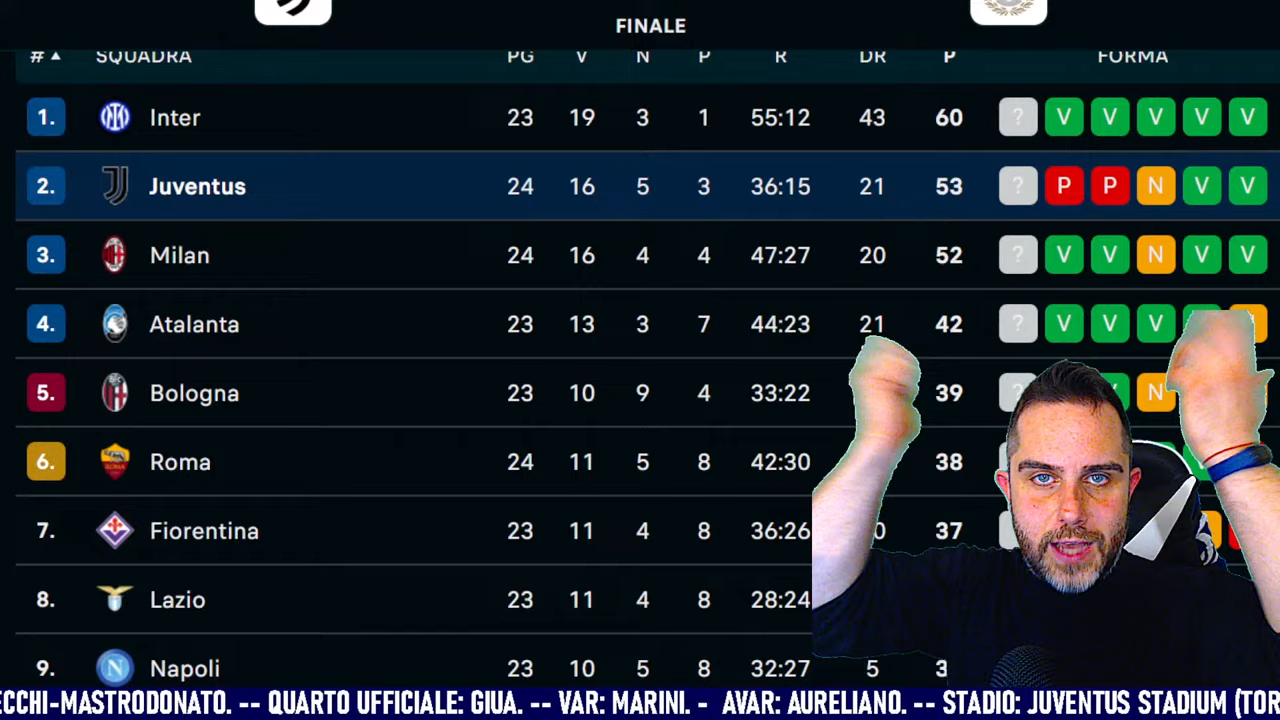 FINALE
# SQUADRA PG V N P R DR P FORMA
1. Inter 23 19 3 1 55:12 43 60 ? V V V V V
2. Juventus 24 16 5 3 36:15 21 53 ? P P N V V
3. Milan 24 16 4 4 47:27 20 52 ? V V N V V
4. Atalanta 23 13 3 7 44:23 21 42 ? V V V
5. Bologna 23 10 9 4 33:22 39 N
6. Roma 24 11 5 8 42:30 38
7. Fiorentina 23 11 4 8 36:26 37
8. Lazio 23 11 4 8 28:24
9. Napoli 23 10 5 8 32:27 5
ECCHI-MASTRODONATO. -- QUARTO UFFICIALE: GIUA. -- VAR: MARINI. - AVAR: AURELIANO. -- STADIO: JUVENTUS STADIUM (TOR